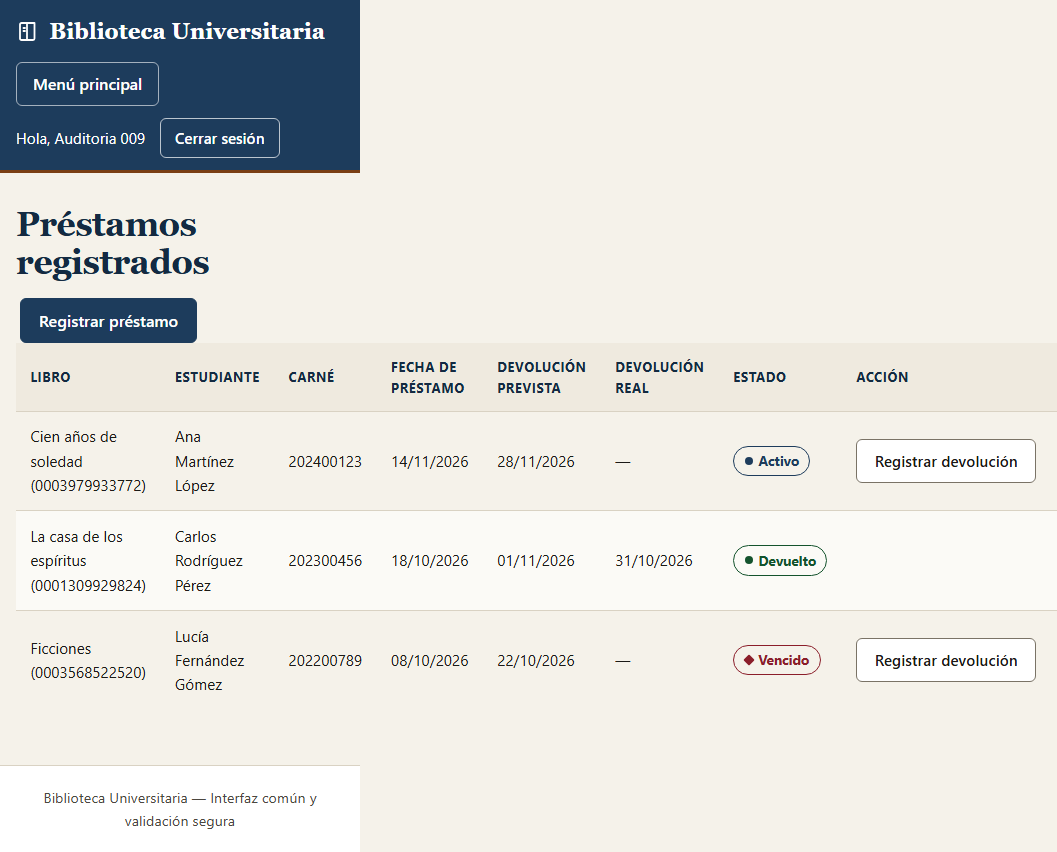 Biblioteca Universitaria
Menú principal
Hola, Auditoria 009
Cerrar sesión
Préstamos
registrados
Registrar préstamo
LIBRO ESTUDIANTE CARNÉ FECHA DE PRÉSTAMO DEVOLUCIÓN PREVISTA DEVOLUCIÓN REAL ESTADO ACCIÓN
Cien años de soledad (0003979933772) Ana Martínez López 202400123 14/11/2026 28/11/2026 — Activo Registrar devolución
La casa de los espíritus (0001309929824) Carlos Rodríguez Pérez 202300456 18/10/2026 01/11/2026 31/10/2026 Devuelto
Ficciones (0003568522520) Lucía Fernández Gómez 202200789 08/10/2026 22/10/2026 — Vencido Registrar devolución
Biblioteca Universitaria — Interfaz común y
validación segura